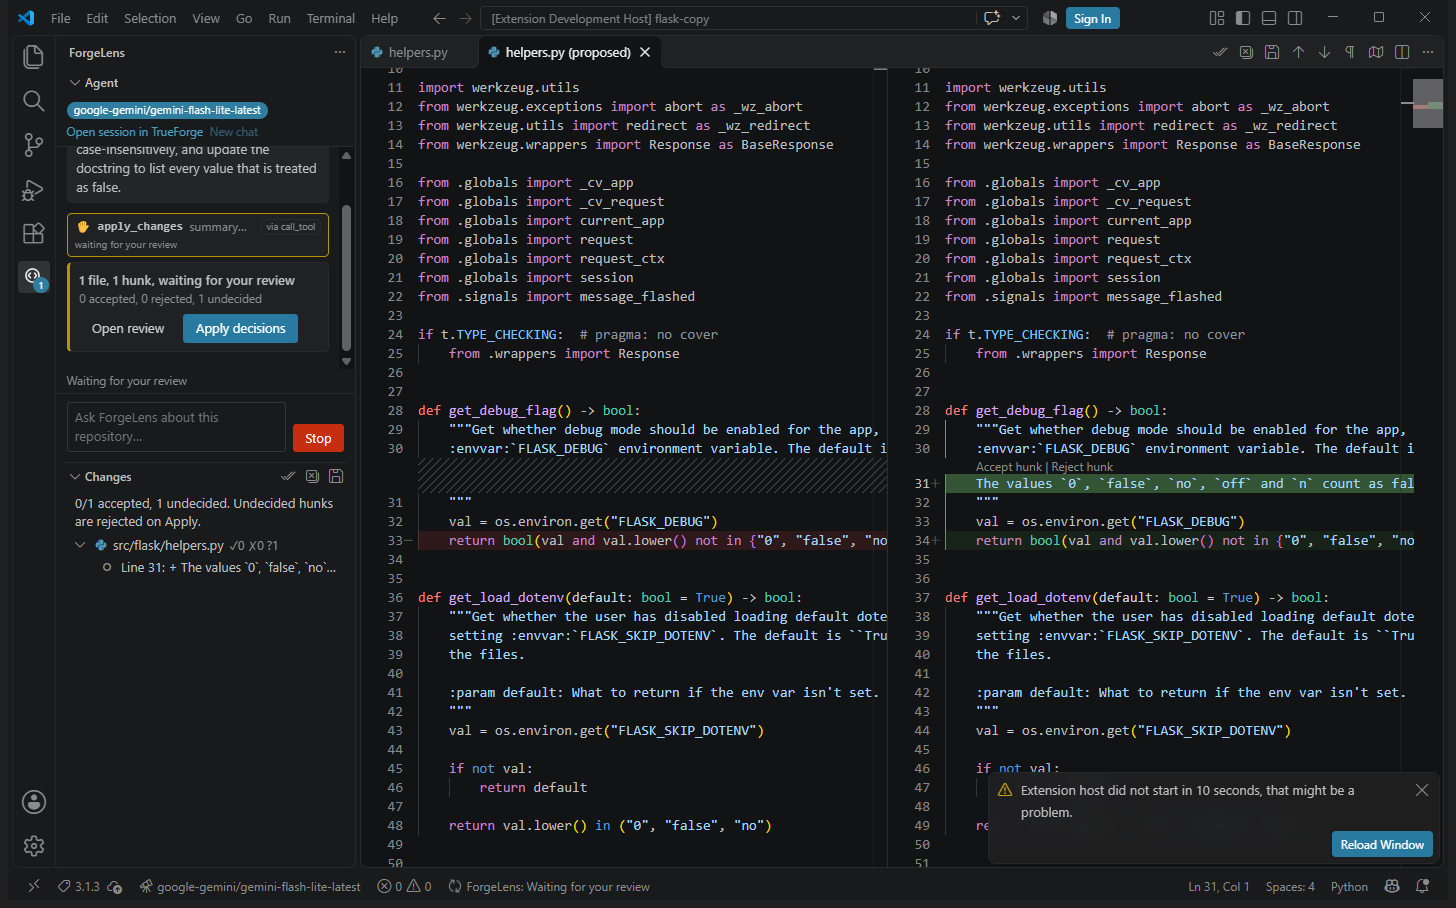 File Edit Selection View Go Run Terminal Help
[Extension Development Host] flask-copy
Sign In
ForgeLens
Agent
google-gemini/gemini-flash-lite-latest
Open session in TrueForge New chat
case-insensitively, and update the
docstring to list every value that is treated
as false.
apply_changes summary... via call_tool
waiting for your review
1 file, 1 hunk, waiting for your review
0 accepted, 0 rejected, 1 undecided
Open review Apply decisions
Waiting for your review
Ask ForgeLens about this
repository...
Stop
Changes
0/1 accepted, 1 undecided. Undecided hunks
are rejected on Apply.
src/flask/helpers.py ✓0 X0 ?1
Line 31: + The values `0`, `false`, `no`...
1
helpers.py
helpers.py (proposed)
10
11 import werkzeug.utils
12 from werkzeug.exceptions import abort as _wz_abort
13 from werkzeug.utils import redirect as _wz_redirect
14 from werkzeug.wrappers import Response as BaseResponse
15
16 from .globals import _cv_app
17 from .globals import _cv_request
18 from .globals import current_app
19 from .globals import request
20 from .globals import request_ctx
21 from .globals import session
22 from .signals import message_flashed
23
24 if t.TYPE_CHECKING:  # pragma: no cover
25     from .wrappers import Response
26
27
28 def get_debug_flag() -> bool:
29     """Get whether debug mode should be enabled for the app,
30     :envvar:`FLASK_DEBUG` environment variable. The default i
31     """
32     val = os.environ.get("FLASK_DEBUG")
33−    return bool(val and val.lower() not in {"0", "false", "no
34
35
36 def get_load_dotenv(default: bool = True) -> bool:
37     """Get whether the user has disabled loading default dote
38     setting :envvar:`FLASK_SKIP_DOTENV`. The default is ``Tru
39     the files.
40
41     :param default: What to return if the env var isn't set.
42     """
43     val = os.environ.get("FLASK_SKIP_DOTENV")
44
45     if not val:
46         return default
47
48     return val.lower() in ("0", "false", "no")
49
50
10
11 import werkzeug.utils
12 from werkzeug.exceptions import abort as _wz_abort
13 from werkzeug.utils import redirect as _wz_redirect
14 from werkzeug.wrappers import Response as BaseResponse
15
16 from .globals import _cv_app
17 from .globals import _cv_request
18 from .globals import current_app
19 from .globals import request
20 from .globals import request_ctx
21 from .globals import session
22 from .signals import message_flashed
23
24 if t.TYPE_CHECKING:  # pragma: no cover
25     from .wrappers import Response
26
27
28 def get_debug_flag() -> bool:
29     """Get whether debug mode should be enabled for the app,
30     :envvar:`FLASK_DEBUG` environment variable. The default i
Accept hunk | Reject hunk
31+    The values `0`, `false`, `no`, `off` and `n` count as fal
32     """
33     val = os.environ.get("FLASK_DEBUG")
34+    return bool(val and val.lower() not in {"0", "false", "no
35
36
37 def get_load_dotenv(default: bool = True) -> bool:
38     """Get whether the user has disabled loading default dote
39     setting :envvar:`FLASK_SKIP_DOTENV`. The default is ``Tru
40     the files.
41
42     :param default: What to return if the env var isn't set.
43     """
44     val = os.environ.get("FLASK_SKIP_DOTENV")
45
46     if not val:
47
48
49     re
50
51
Extension host did not start in 10 seconds, that might be a
problem.
Reload Window
3.1.3 google-gemini/gemini-flash-lite-latest 0 0 ForgeLens: Waiting for your review
Ln 31, Col 1 Spaces: 4 Python